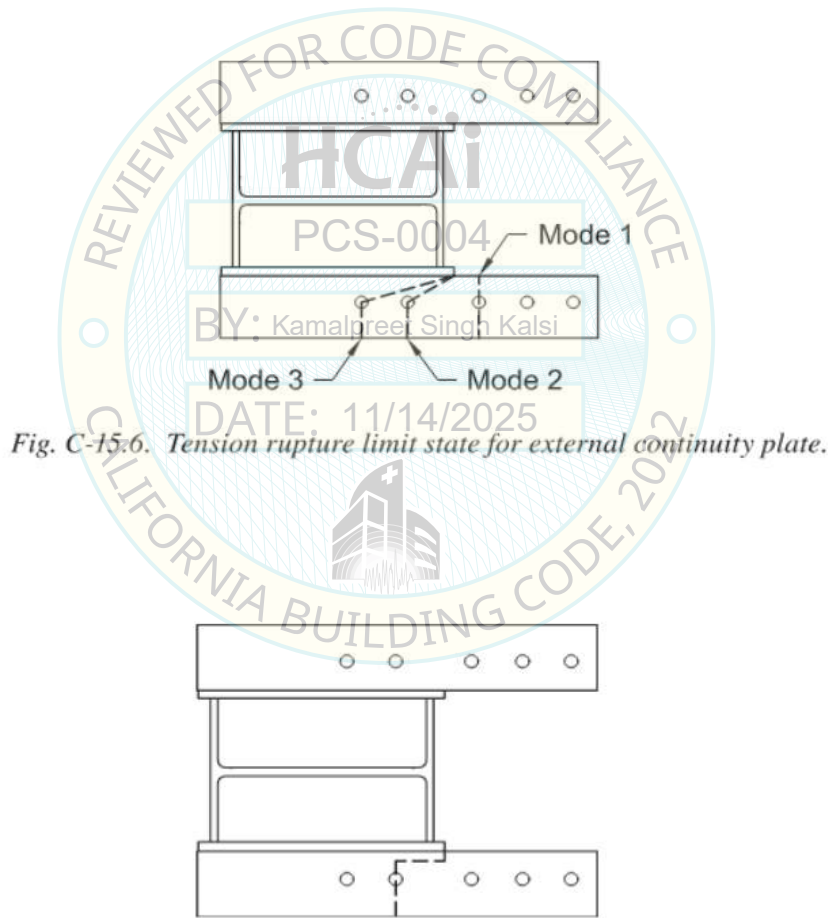 REVIEWED FOR CODE COMPLIANCE
HCAi
PCS-0004
Mode 1
BY: Kamalpreet Singh Kalsi
Mode 3
Mode 2
DATE: 11/14/2025
Fig. C-15.6. Tension rupture limit state for external continuity plate.
CALIFORNIA BUILDING CODE, 2022